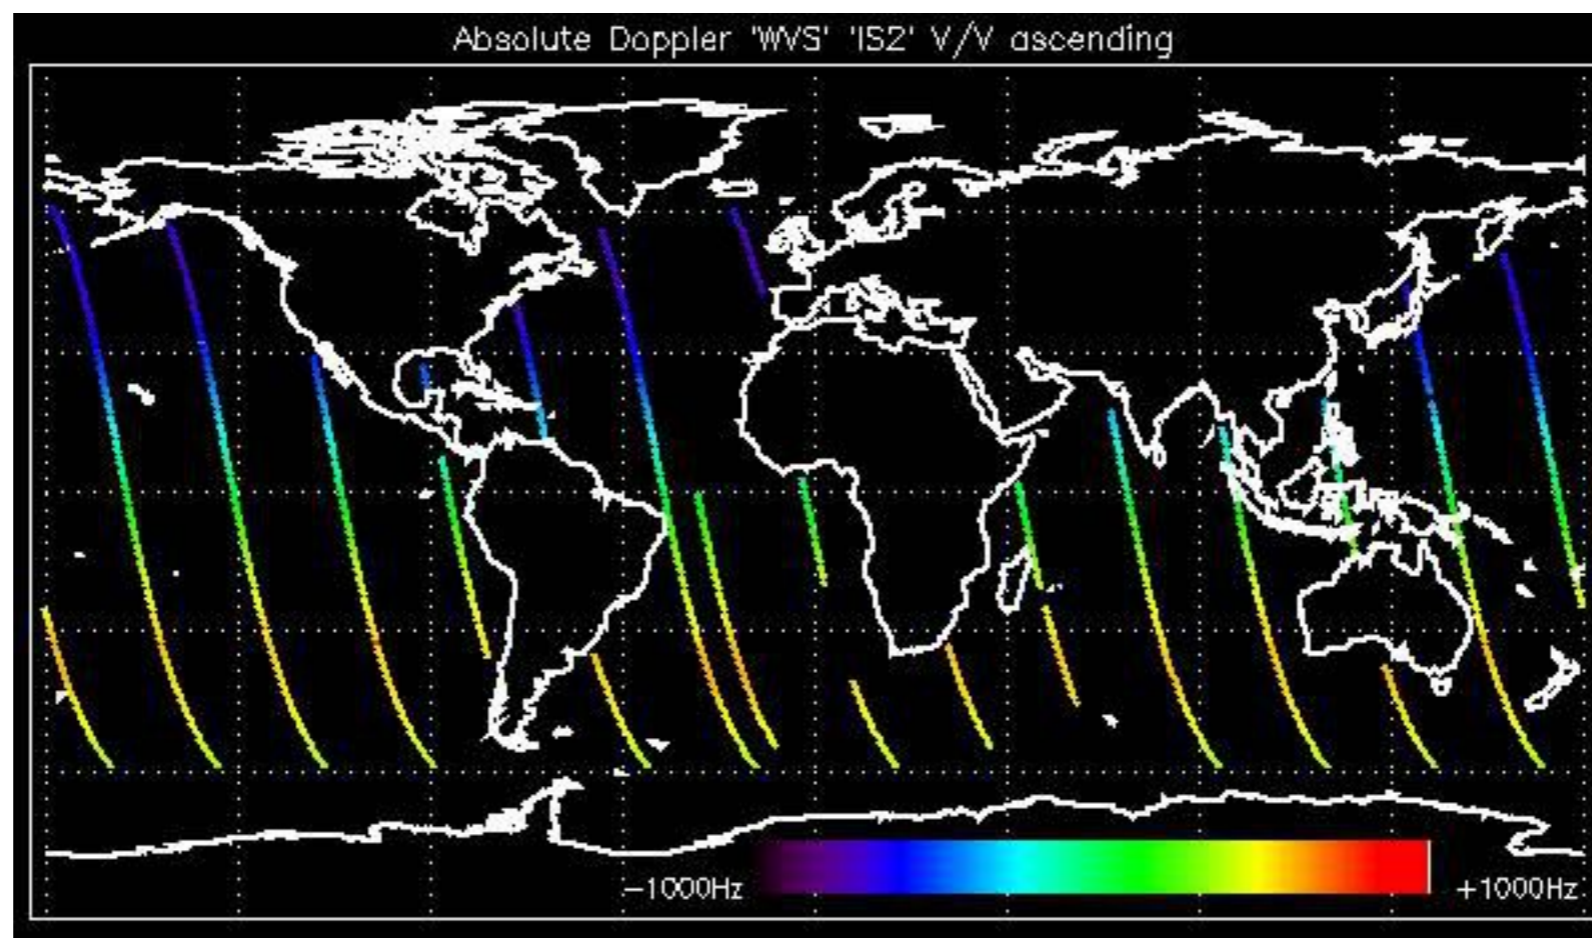 Absolute Doppler 'WVS' 'IS2' V/V ascending
-1000Hz +1000Hz